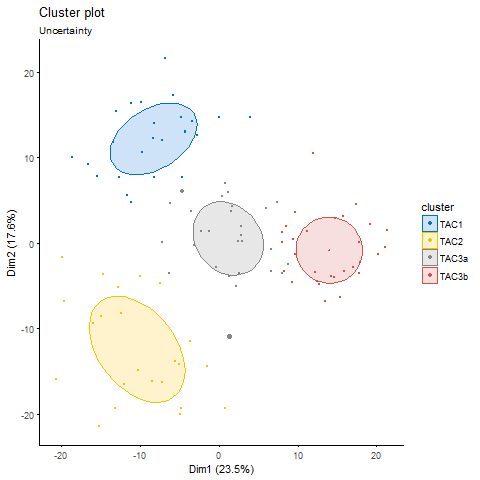 Cluster plot
Uncertainty
20
10
0
-10
-20
Dim2 (17.6%)
-20
-10
0
10
20
Dim1 (23.5%)
cluster
TAC1
TAC2
TAC3a
TAC3b